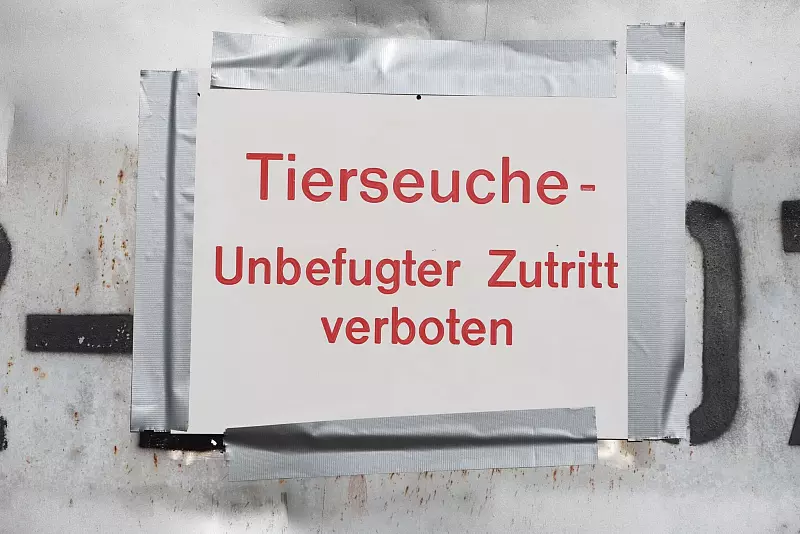 Tierseuche-
Unbefugter Zutritt
verboten